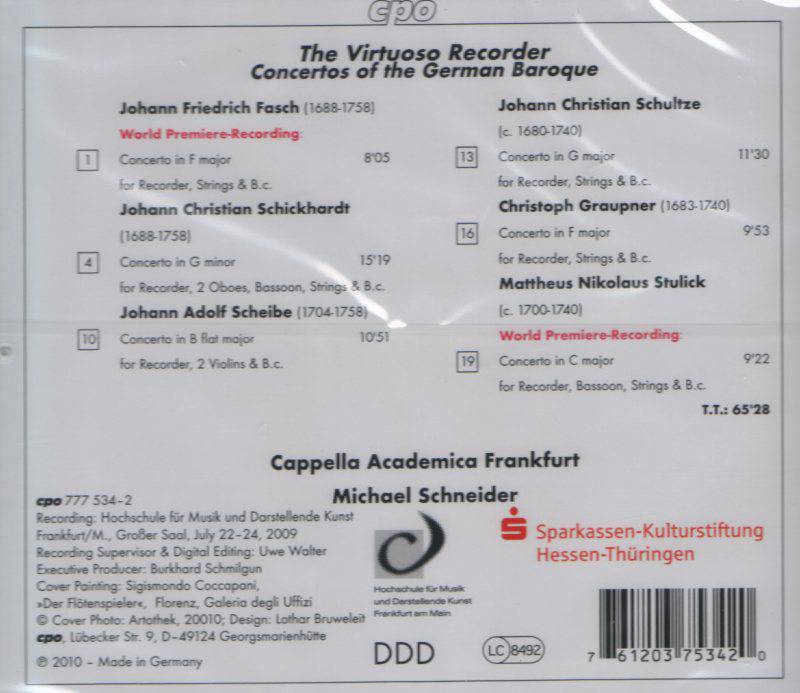 cpo
The Virtuoso Recorder
Concertos of the German Baroque
Johann Friedrich Fasch (1688-1758)
World Premiere-Recording:
1 Concerto in F major 8'05
for Recorder, Strings & B.c.
Johann Christian Schickhardt
(1688-1758)
4 Concerto in G minor 15'19
for Recorder, 2 Oboes, Bassoon, Strings & B.c.
Johann Adolf Scheibe (1704-1758)
10 Concerto in B flat major 10'51
for Recorder, 2 Violins & B.c.
Johann Christian Schultze
(c. 1680-1740)
13 Concerto in G major 11'30
for Recorder, Strings & B.c.
Christoph Graupner (1683-1740)
16 Concerto in F major 9'53
for Recorder, Strings & B.c.
Mattheus Nikolaus Stulick
(c. 1700-1740)
World Premiere-Recording:
19 Concerto in C major 9'22
for Recorder, Bassoon, Strings & B.c.
T.T.: 65'28
Cappella Academica Frankfurt
Michael Schneider
cpo 777 534-2
Recording: Hochschule für Musik und Darstellende Kunst
Frankfurt/M., Großer Saal, July 22-24, 2009
Recording Supervisor & Digital Editing: Uwe Walter
Executive Producer: Burkhard Schmilgun
Cover Painting: Sigismondo Coccapani,
»Der Flötenspieler«, Florenz, Galeria degli Uffizi
© Cover Photo: Artothek, 20010; Design: Lothar Bruweleit
cpo, Lübecker Str. 9, D-49124 Georgsmarienhütte
℗ 2010 – Made in Germany
Hochschule für Musik
und Darstellende Kunst
Frankfurt am Main
DDD
LC 8492
Sparkassen-Kulturstiftung
Hessen-Thüringen
7 61203 75342 0